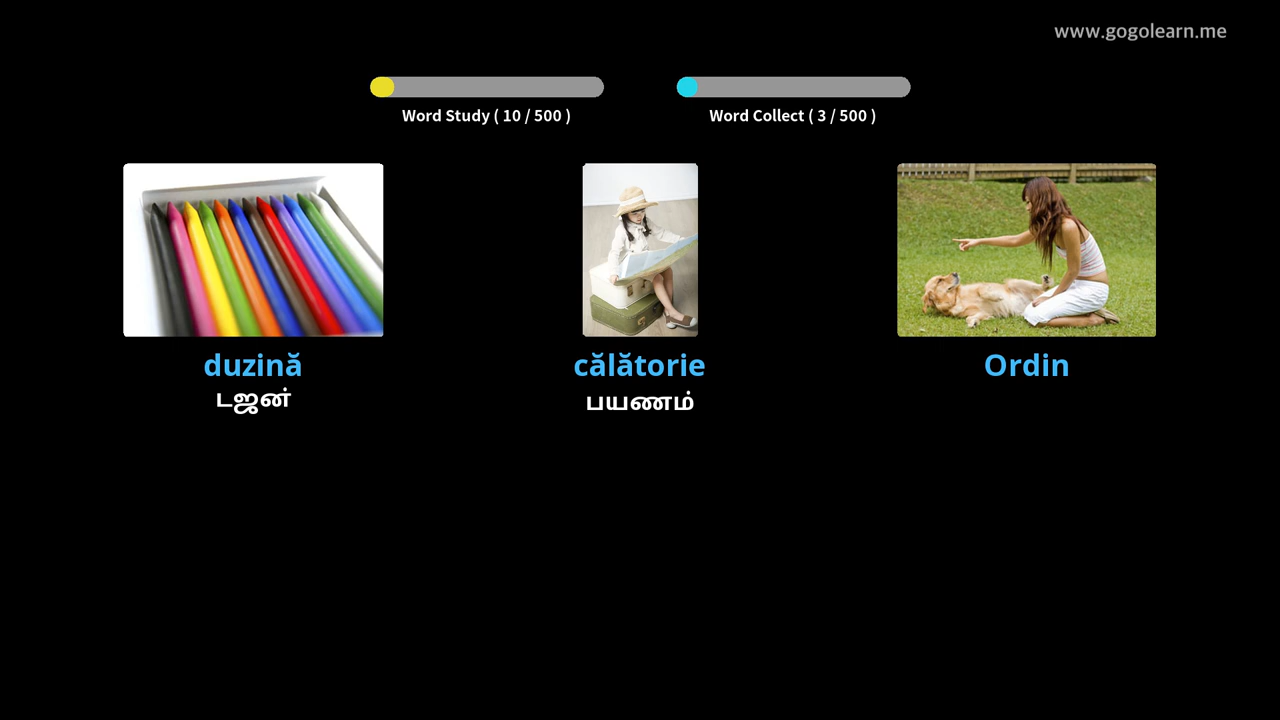 www.gogolearn.me
Word Study ( 10 / 500 )
Word Collect ( 3 / 500 )
duzină
டஜன்
călătorie
பயணம்
Ordin